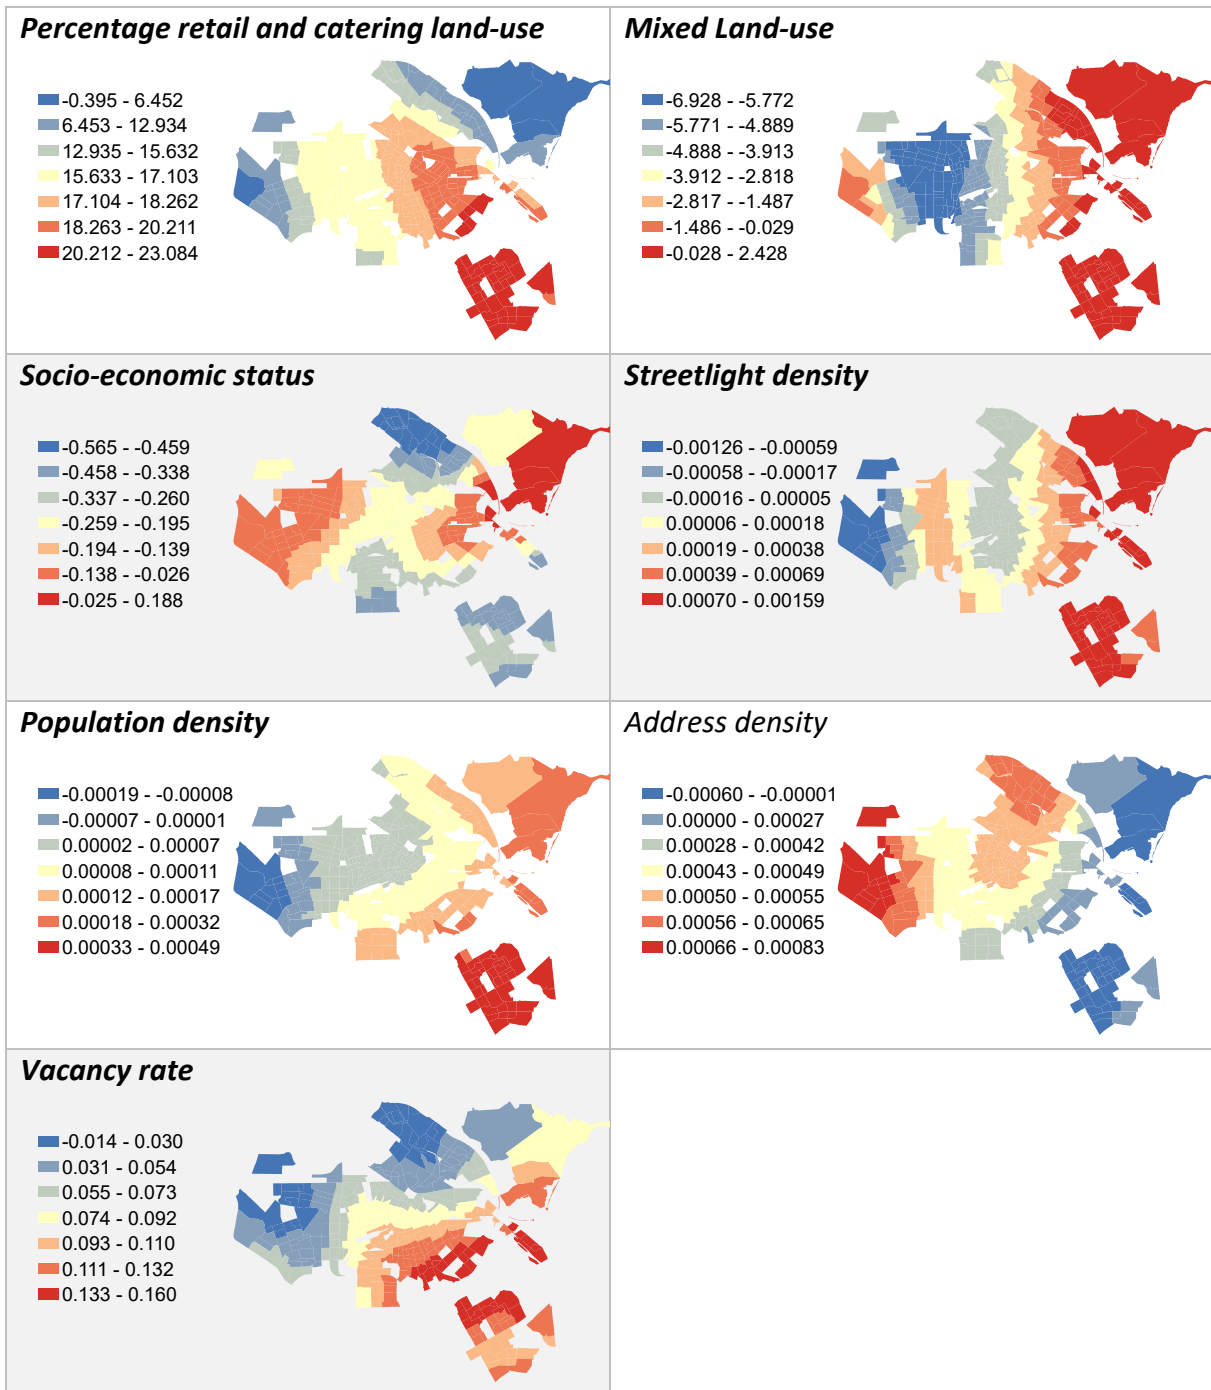 Percentage retail and catering land-use
-0.395 - 6.452
6.453 - 12.934
12.935 - 15.632
15.633 - 17.103
17.104 - 18.262
18.263 - 20.211
20.212 - 23.084
Mixed Land-use
-6.928 - -5.772
-5.771 - -4.889
-4.888 - -3.913
-3.912 - -2.818
-2.817 - -1.487
-1.486 - -0.029
-0.028 - 2.428
Socio-economic status
-0.565 - -0.459
-0.458 - -0.338
-0.337 - -0.260
-0.259 - -0.195
-0.194 - -0.139
-0.138 - -0.026
-0.025 - 0.188
Streetlight density
-0.00126 - -0.00059
-0.00058 - -0.00017
-0.00016 - 0.00005
0.00006 - 0.00018
0.00019 - 0.00038
0.00039 - 0.00069
0.00070 - 0.00159
Population density
-0.00019 - -0.00008
-0.00007 - 0.00001
0.00002 - 0.00007
0.00008 - 0.00011
0.00012 - 0.00017
0.00018 - 0.00032
0.00033 - 0.00049
Address density
-0.00060 - -0.00001
0.00000 - 0.00027
0.00028 - 0.00042
0.00043 - 0.00049
0.00050 - 0.00055
0.00056 - 0.00065
0.00066 - 0.00083
Vacancy rate
-0.014 - 0.030
0.031 - 0.054
0.055 - 0.073
0.074 - 0.092
0.093 - 0.110
0.111 - 0.132
0.133 - 0.160